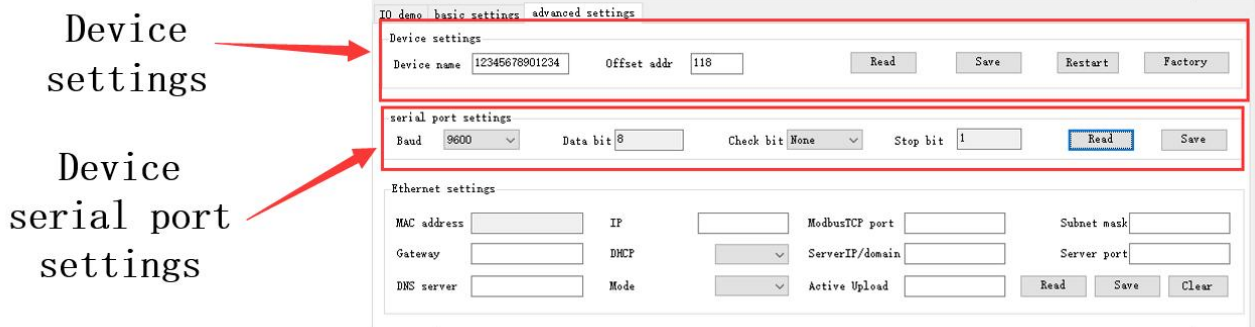 Device
settings
Device
serial port
settings
IO demo basic settings advanced settings
Device settings
Device name 12345678901234 Offset addr 118 Read Save Restart Factory
serial port settings
Baud 9600 Data bit 8 Check bit None Stop bit 1 Read Save
Ethernet settings
MAC address IP ModbusTCP port Subnet mask
Gateway DHCP ServerIP/domain Server port
DNS server Mode Active Upload Read Save Clear